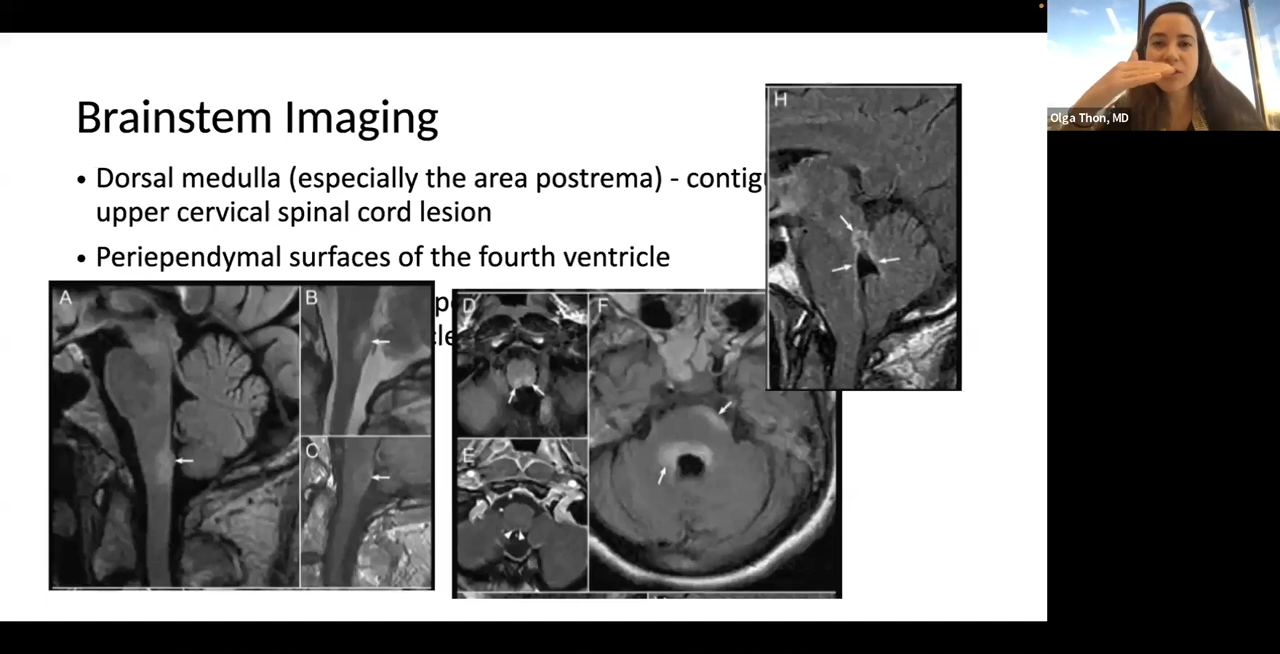 Brainstem Imaging
• Dorsal medulla (especially the area postrema) - contig
upper cervical spinal cord lesion
• Periependymal surfaces of the fourth ventricle
A
B
C
D
E
F
H
Olga Thon, MD